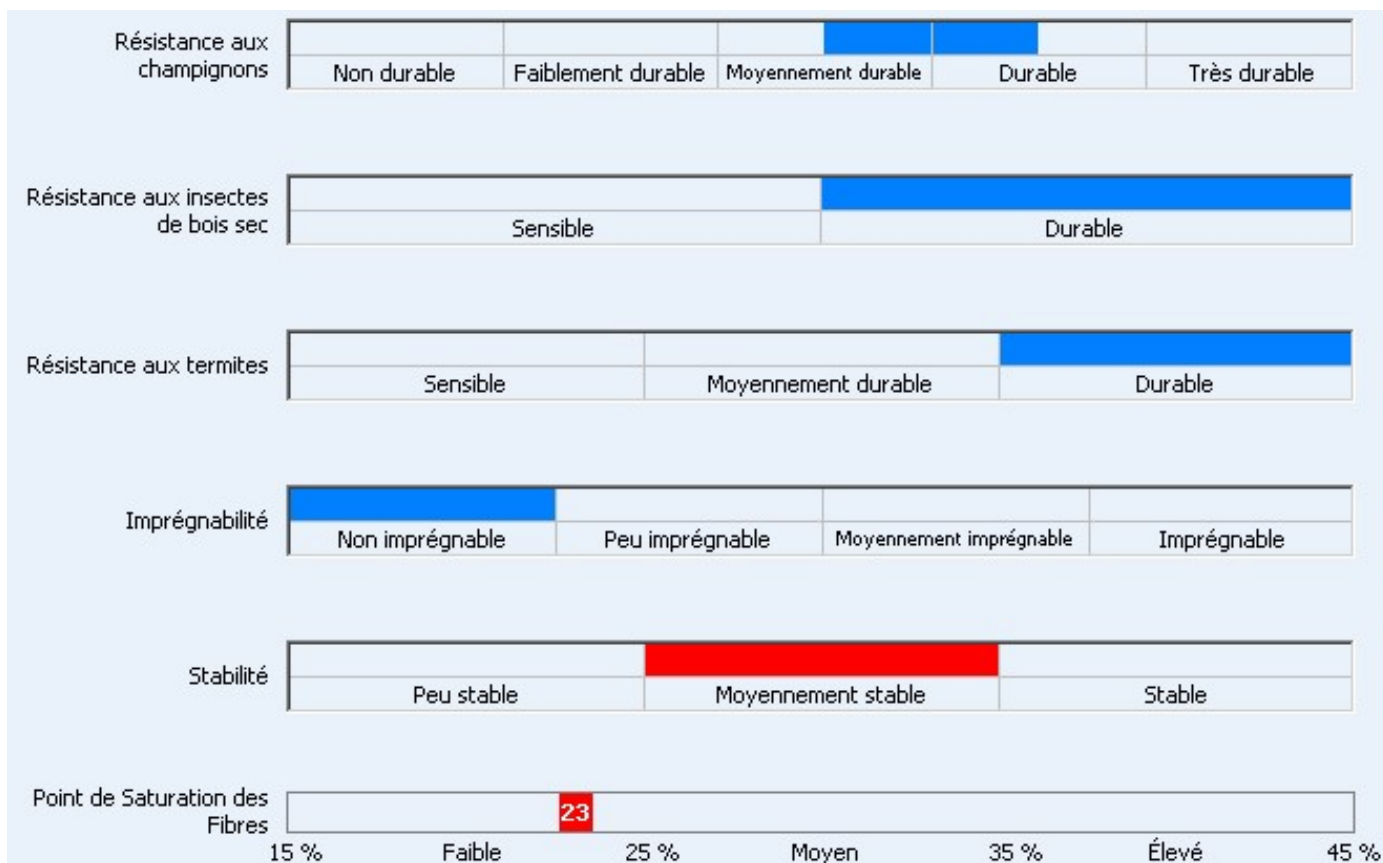 Résistance aux
champignons
Non durable Faiblement durable Moyennement durable Durable Très durable
Résistance aux insectes
de bois sec
Sensible Durable
Résistance aux termites
Sensible Moyennement durable Durable
Imprégnabilité
Non imprégnable Peu imprégnable Moyennement imprégnable Imprégnable
Stabilité
Peu stable Moyennement stable Stable
Point de Saturation des
Fibres
23
15 % Faible 25 % Moyen 35 % Élevé 45 %